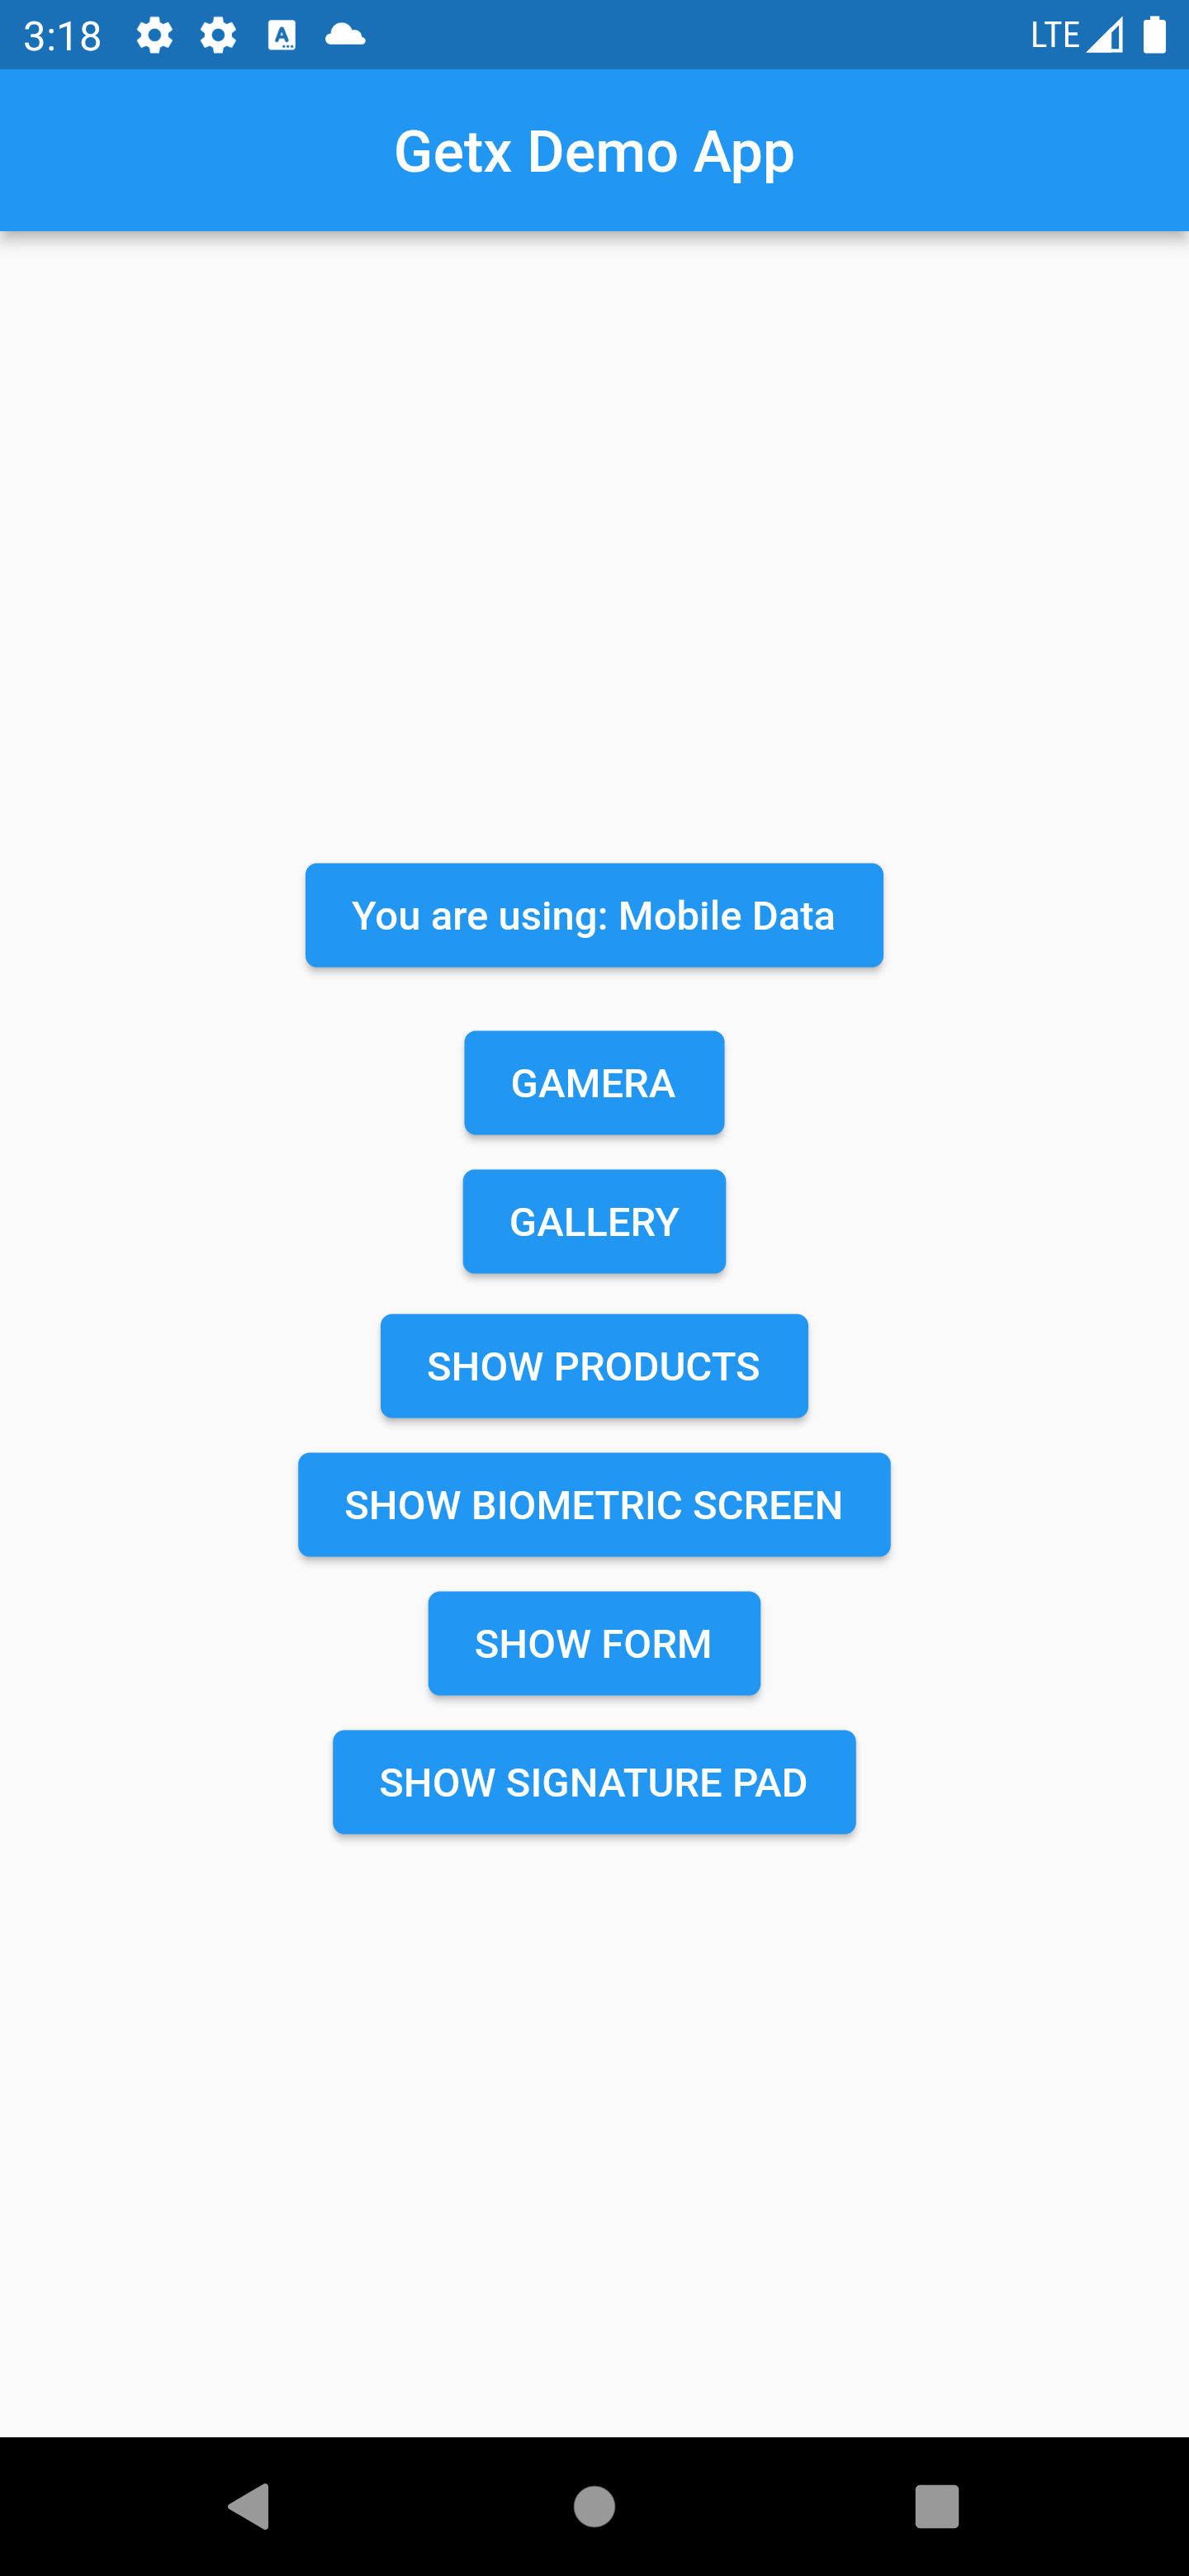 3:18 A LTE
Getx Demo App
You are using: Mobile Data
GAMERA
GALLERY
SHOW PRODUCTS
SHOW BIOMETRIC SCREEN
SHOW FORM
SHOW SIGNATURE PAD